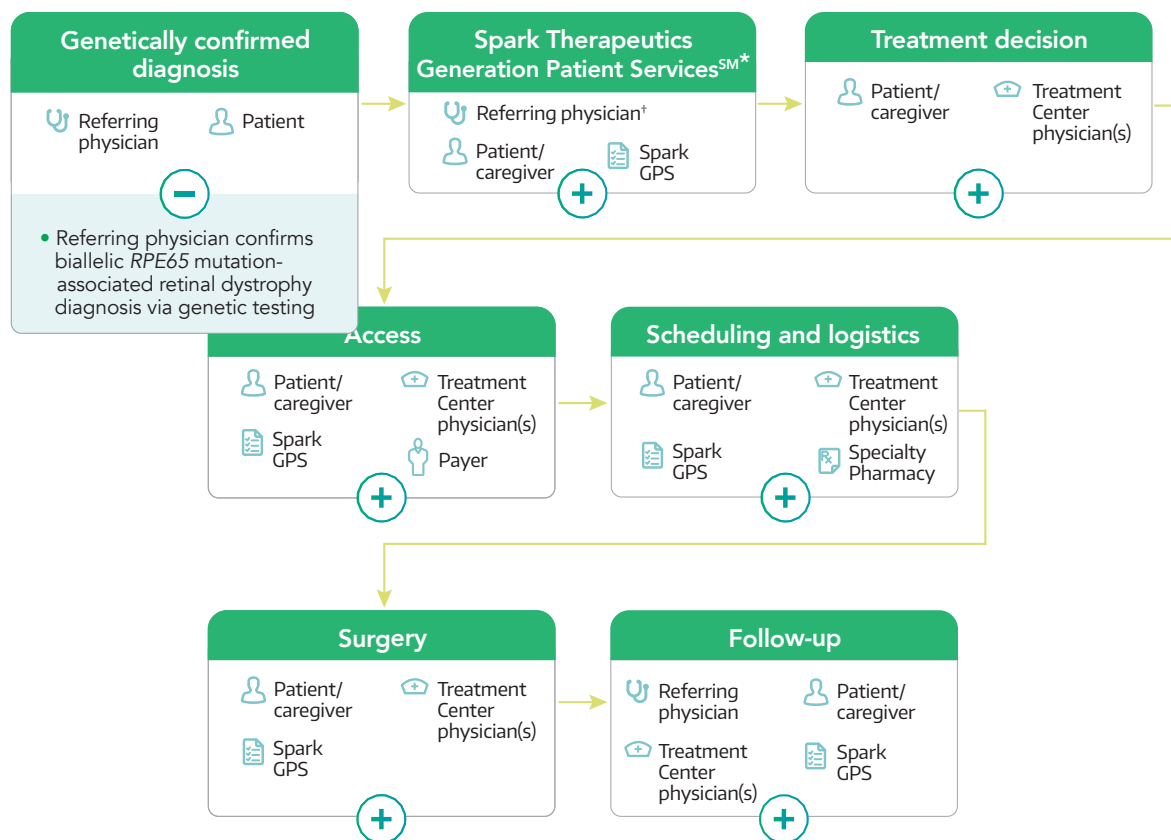 Genetically confirmed
diagnosis
Referring
physician
Patient
• Referring physician confirms
biallelic RPE65 mutation-
associated retinal dystrophy
diagnosis via genetic testing
Spark Therapeutics
Generation Patient Services℠*
Referring physician†
Patient/
caregiver
Spark
GPS
Treatment decision
Patient/
caregiver
Treatment
Center
physician(s)
Access
Patient/
caregiver
Treatment
Center
physician(s)
Spark
GPS
Payer
Scheduling and logistics
Patient/
caregiver
Treatment
Center
physician(s)
Spark
GPS
Rx
Specialty
Pharmacy
Surgery
Patient/
caregiver
Treatment
Center
physician(s)
Spark
GPS
Follow-up
Referring
physician
Patient/
caregiver
Treatment
Center
physician(s)
Spark
GPS